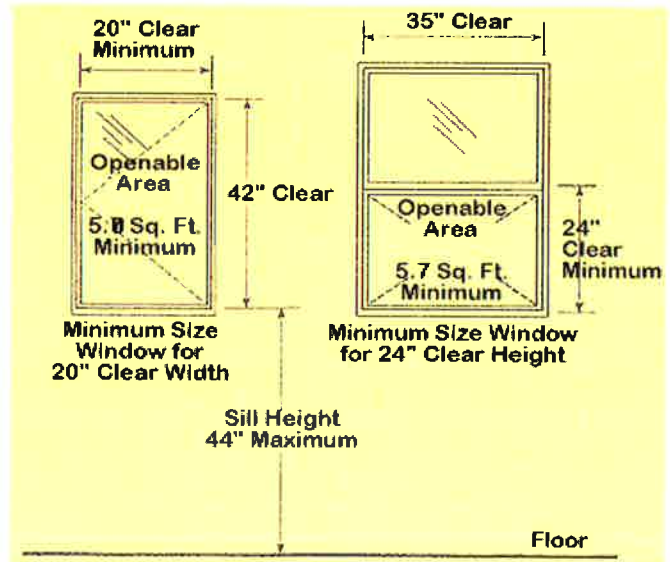 20" Clear
Minimum
35" Clear
Openable
Area
Sq. Ft.
Minimum
42" Clear
Openable
Area
5.7 Sq. Ft.
Minimum
24"
Clear
Minimum
Minimum Size
Window for
20" Clear Width
Minimum Size Window
for 24" Clear Height
Sill Height
44" Maximum
Floor